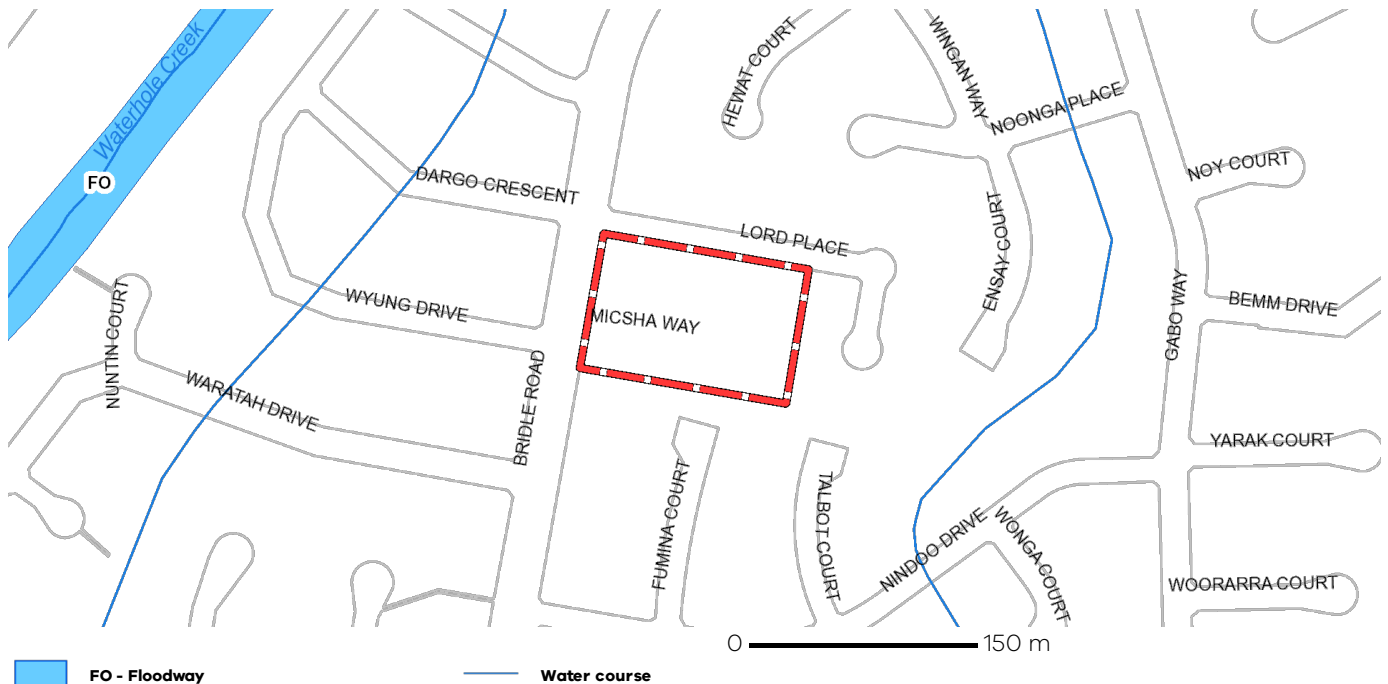 HEWAT COURT
WINGAN WAY
Waterhole Creek
NOONGA PLACE
NOY COURT
FO
DARGO CRESCENT
LORD PLACE
ENSAY COURT
BEMM DRIVE
WYUNG DRIVE
MICSHA WAY
GABO WAY
NUNTIN COURT
WARATAH DRIVE
BRIDLE ROAD
YARAK COURT
FUMINA COURT
TALBOT COURT
NINDOO DRIVE
WONGA COURT
WOORARRA COURT
0 150 m
FO - Floodway
Water course